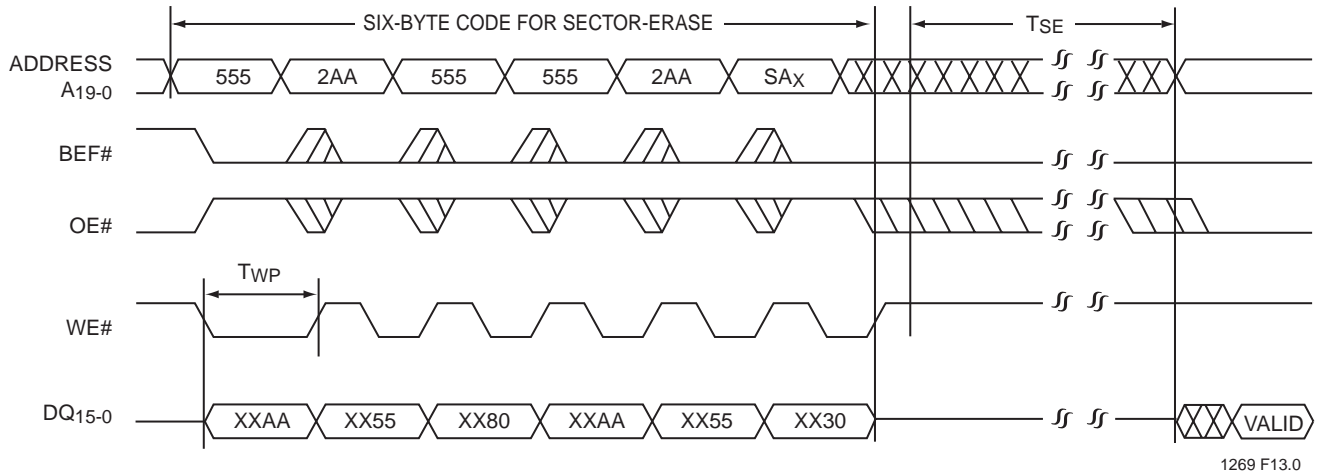 SIX-BYTE CODE FOR SECTOR-ERASE
TSE
ADDRESS
A19-0
555 2AA 555 555 2AA SAX
BEF#
OE#
TWP
WE#
DQ15-0
XXAA XX55 XX80 XXAA XX55 XX30 VALID
1269 F13.0